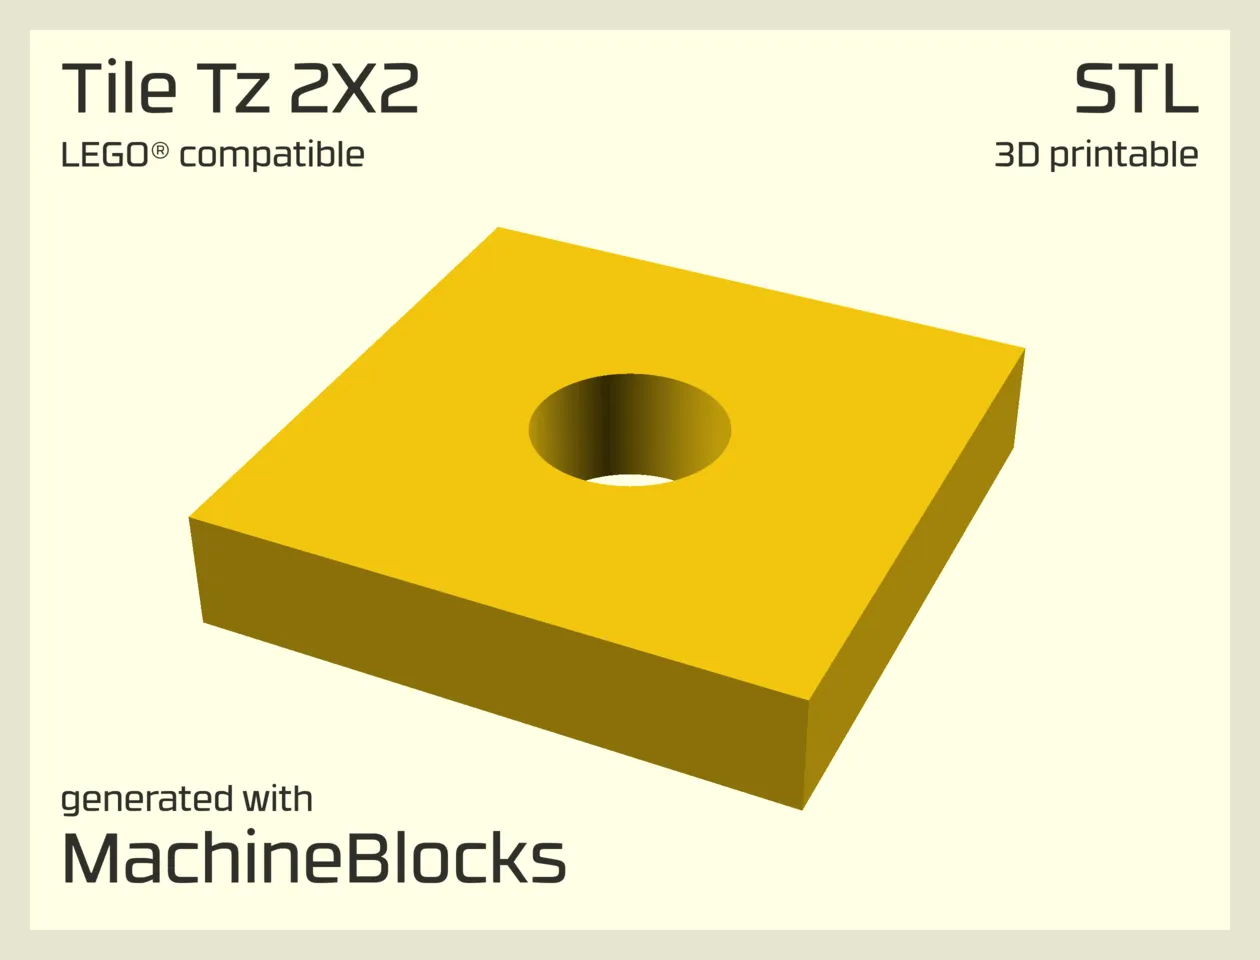 Tile Tz 2X2
LEGO® compatible
STL
3D printable
generated with
MachineBlocks